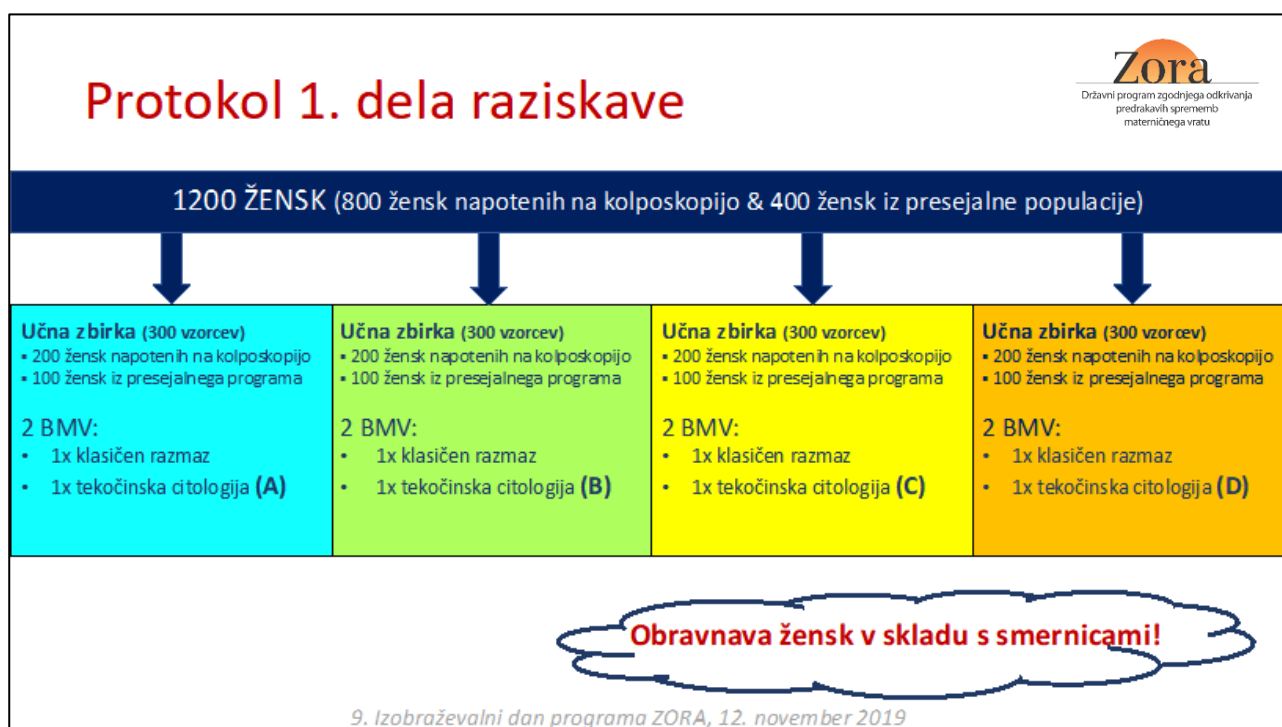 Protokol 1. dela raziskave
Zora
Državni program zgodnjega odkrivanja
predrakavih sprememb
materničnega vratu
1200 ŽENSK (800 žensk napotenih na kolposkopijo & 400 žensk iz presejalne populacije)
Učna zbirka (300 vzorcev)
▪ 200 žensk napotenih na kolposkopijo
▪ 100 žensk iz presejalnega programa
2 BMV:
• 1x klasičen razmaz
• 1x tekočinska citologija (A)
Učna zbirka (300 vzorcev)
▪ 200 žensk napotenih na kolposkopijo
▪ 100 žensk iz presejalnega programa
2 BMV:
• 1x klasičen razmaz
• 1x tekočinska citologija (B)
Učna zbirka (300 vzorcev)
▪ 200 žensk napotenih na kolposkopijo
▪ 100 žensk iz presejalnega programa
2 BMV:
• 1x klasičen razmaz
• 1x tekočinska citologija (C)
Učna zbirka (300 vzorcev)
▪ 200 žensk napotenih na kolposkopijo
▪ 100 žensk iz presejalnega programa
2 BMV:
• 1x klasičen razmaz
• 1x tekočinska citologija (D)
Obravnava žensk v skladu s smernicami!
9. Izobraževalni dan programa ZORA, 12. november 2019